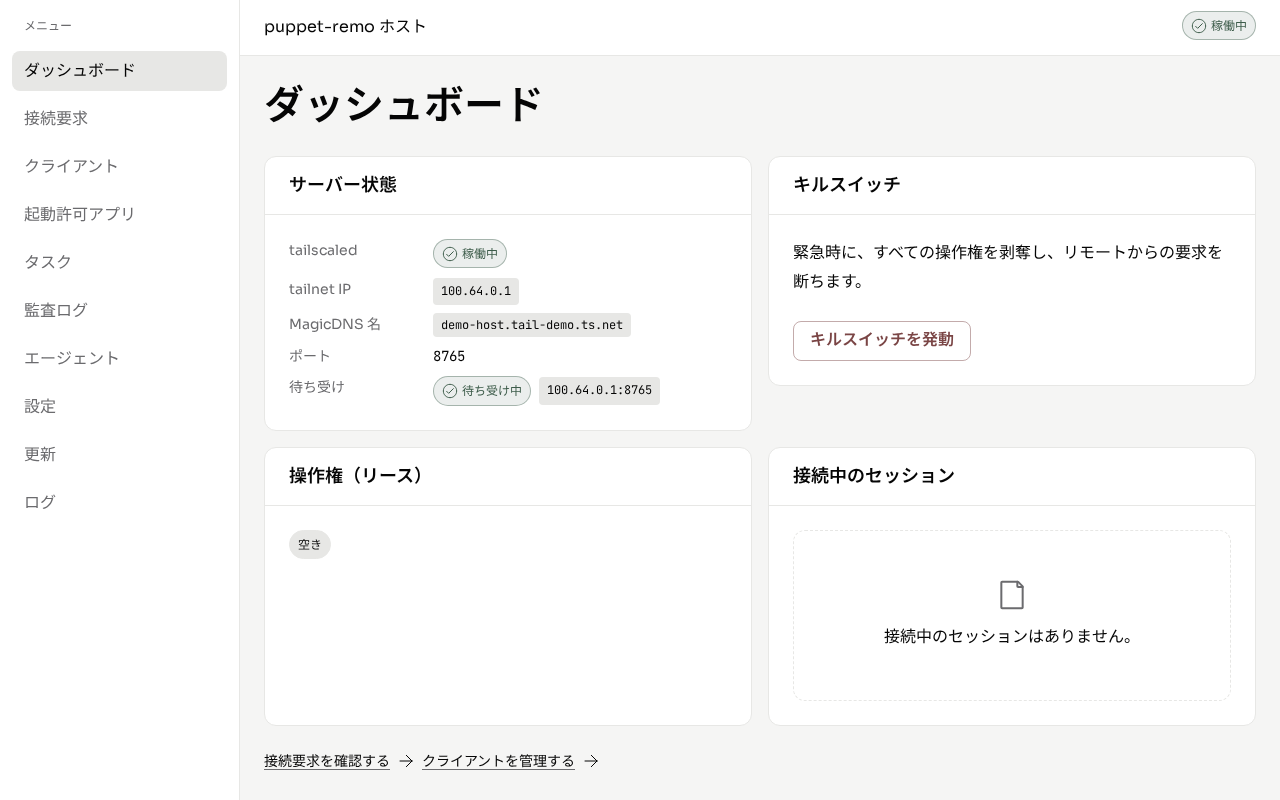 メニュー
ダッシュボード
接続要求
クライアント
起動許可アプリ
タスク
監査ログ
エージェント
設定
更新
ログ
puppet-remo ホスト
稼働中
ダッシュボード
サーバー状態
tailscaled 稼働中
tailnet IP 100.64.0.1
MagicDNS 名 demo-host.tail-demo.ts.net
ポート 8765
待ち受け 待ち受け中 100.64.0.1:8765
キルスイッチ
緊急時に、すべての操作権を剥奪し、リモートからの要求を
断ちます。
キルスイッチを発動
操作権（リース）
空き
接続中のセッション
接続中のセッションはありません。
接続要求を確認する → クライアントを管理する →